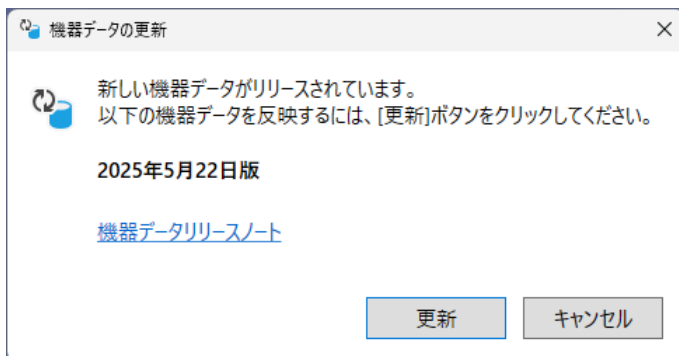 機器データの更新
新しい機器データがリリースされています。
以下の機器データを反映するには、[更新]ボタンをクリックしてください。
2025年5月22日版
機器データリリースノート
更新
キャンセル